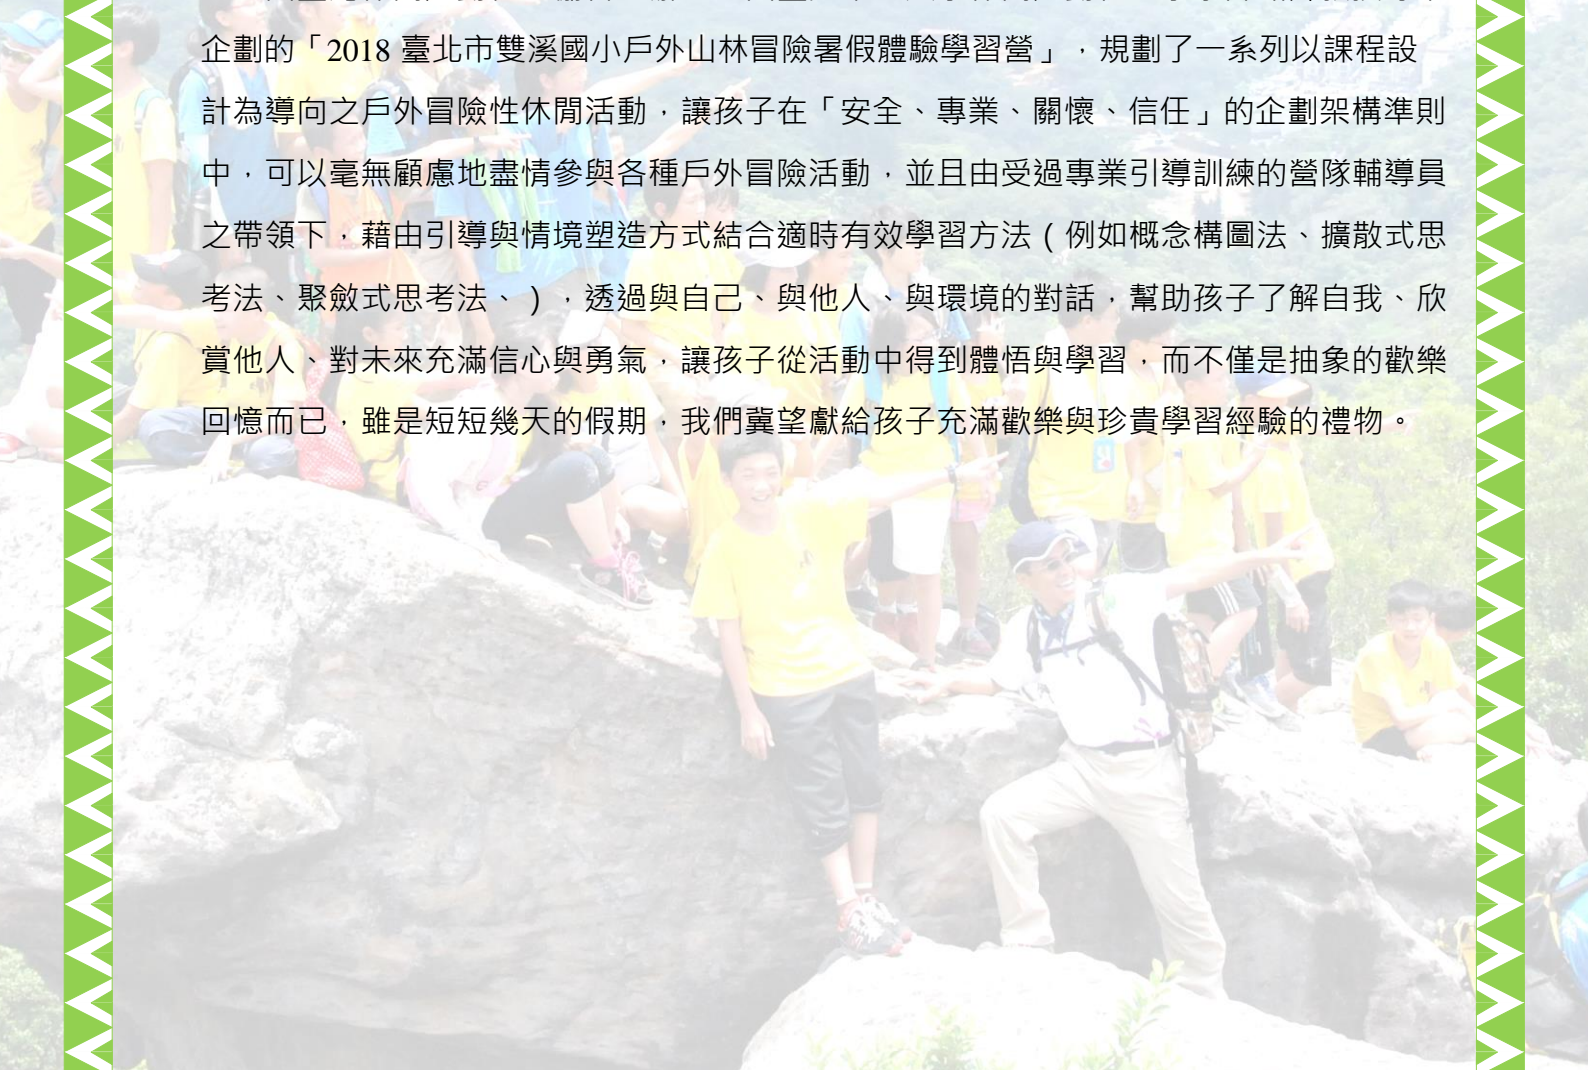 企劃的「2018 臺北市雙溪國小戶外山林冒險暑假體驗學習營」，規劃了一系列以課程設
計為導向之戶外冒險性休閒活動，讓孩子在「安全、專業、關懷、信任」的企劃架構準則
中，可以毫無顧慮地盡情參與各種戶外冒險活動，並且由受過專業引導訓練的營隊輔導員
之帶領下，藉由引導與情境塑造方式結合適時有效學習方法（例如概念構圖法、擴散式思
考法、聚斂式思考法、），透過與自己、與他人、與環境的對話，幫助孩子了解自我、欣
賞他人、對未來充滿信心與勇氣，讓孩子從活動中得到體悟與學習，而不僅是抽象的歡樂
回憶而已，雖是短短幾天的假期，我們冀望獻給孩子充滿歡樂與珍貴學習經驗的禮物。